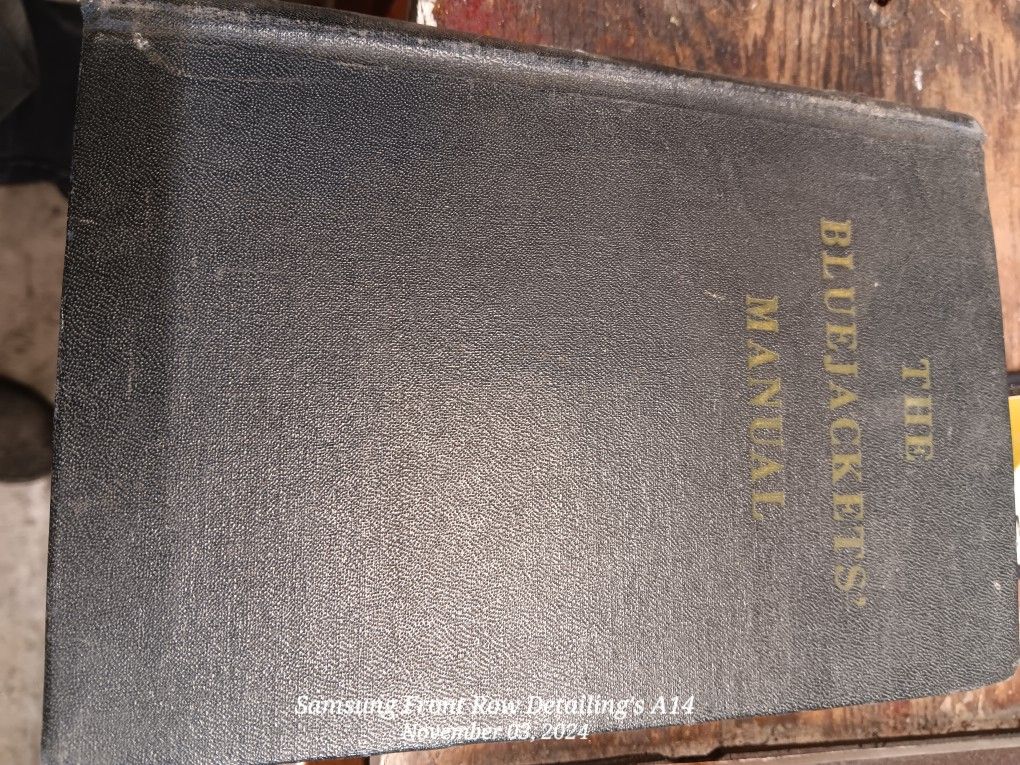 THE
BLUEJACKETS'
MANUAL
Samsung Front Row Detailing's A14
November 03, 2024